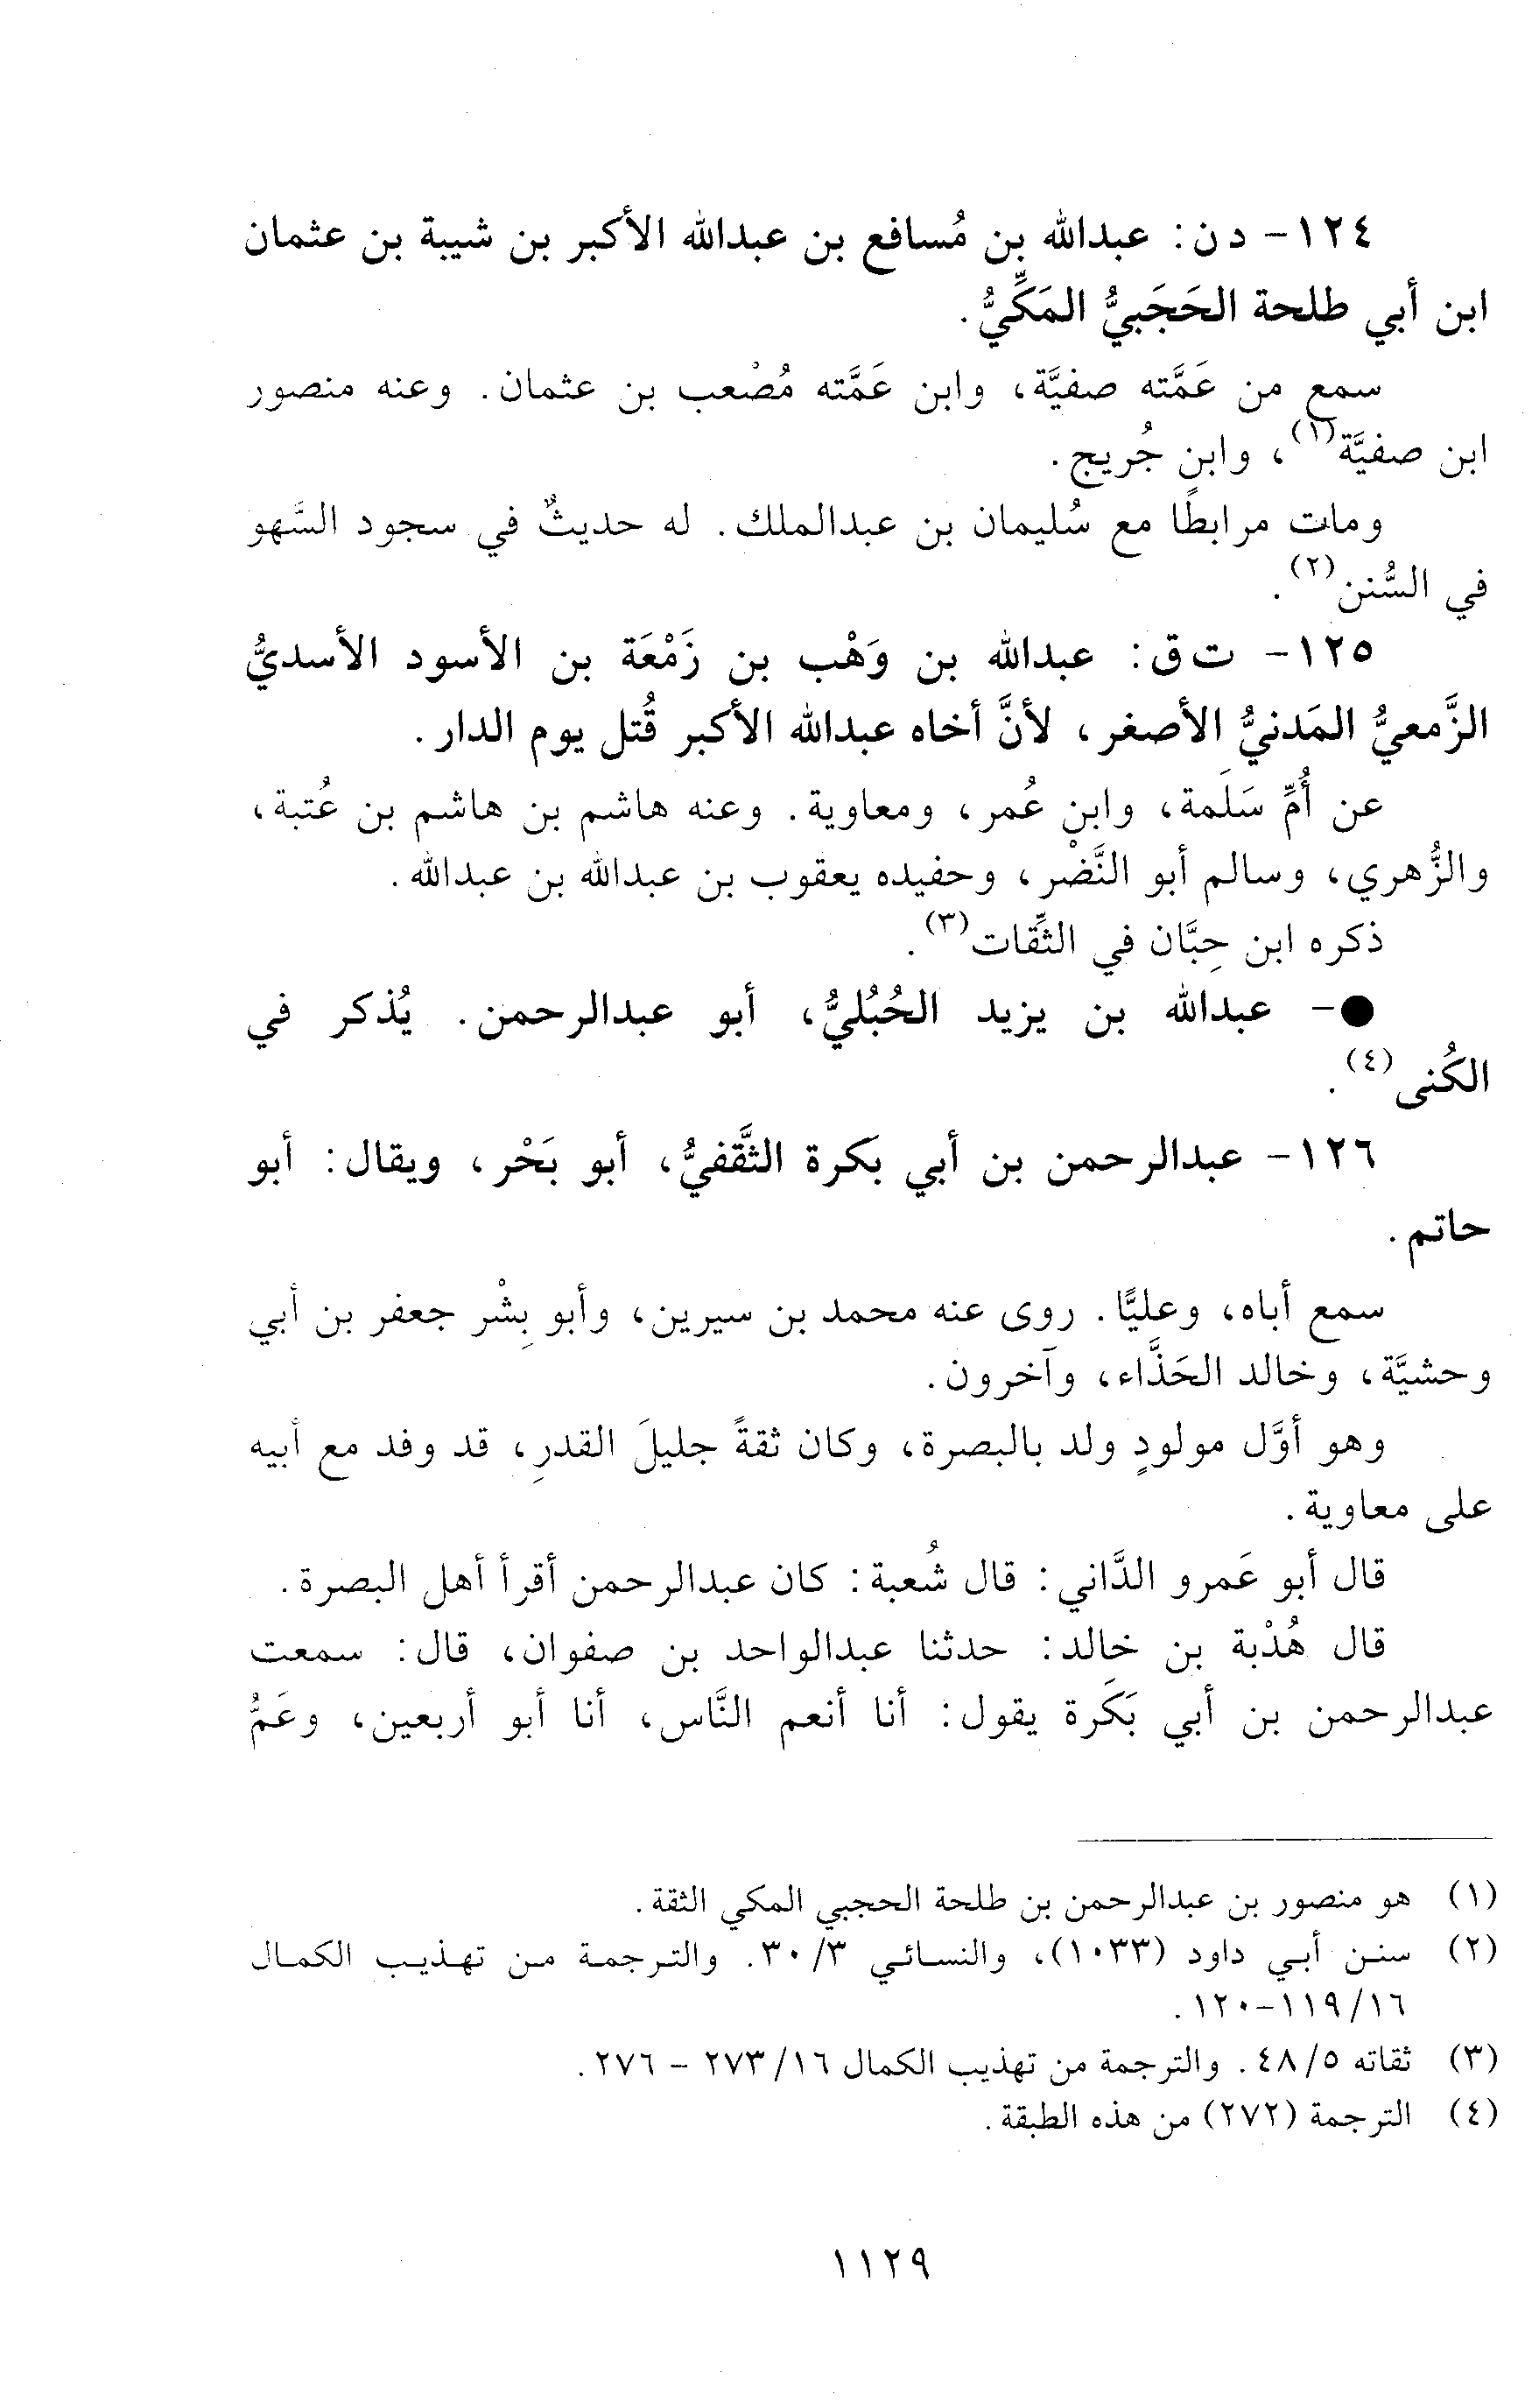 ١٢٤- د ن: عبدالله بن مُسافع بن عبدالله الأكبر بن شيبة بن عثمان
ابن أبي طلحة الحَجَبيُّ المَكِّيُّ.
سمع من عَمَّته صفيَّة، وابن عَمَّته مُصْعب بن عثمان. وعنه منصور
ابن صفيَّة(١)، وابن جُريج.
ومات مرابطًا مع سُليمان بن عبدالملك. له حديثٌ في سجود السَّهو
في السُّنن(٢).
١٢٥- ت ق: عبدالله بن وَهْب بن زَمْعَة بن الأسود الأسديُّ
الزَّمعيُّ المَدنيُّ الأصغر، لأنَّ أخاه عبدالله الأكبر قُتل يوم الدار.
عن أُمِّ سَلَمة، وابن عُمر، ومعاوية. وعنه هاشم بن هاشم بن عُتبة،
والزُّهري، وسالم أبو النَّضْر، وحفيده يعقوب بن عبدالله بن عبدالله.
ذكره ابن حِبَّان في الثِّقات(٣).
●- عبدالله بن يزيد الحُبُليُّ، أبو عبدالرحمن. يُذكر في
الكُنى(٤).
١٢٦- عبدالرحمن بن أبي بكرة الثَّقفيُّ، أبو بَحْر، ويقال: أبو
حاتم.
سمع أباه، وعليًّا. روى عنه محمد بن سيرين، وأبو بِشْر جعفر بن أبي
وحشيَّة، وخالد الحَذَّاء، وآخرون.
وهو أوَّل مولودٍ ولد بالبصرة، وكان ثقةً جليلَ القدرِ، قد وفد مع أبيه
على معاوية.
قال أبو عَمرو الدَّاني: قال شُعبة: كان عبدالرحمن أقرأ أهل البصرة.
قال هُدْبة بن خالد: حدثنا عبدالواحد بن صفوان، قال: سمعت
عبدالرحمن بن أبي بَكَرة يقول: أنا أنعم النَّاس، أنا أبو أربعين، وعَمُّ
(١) هو منصور بن عبدالرحمن بن طلحة الحجبي المكي الثقة.
(٢) سنن أبي داود (١٠٣٣)، والنسائي ٣/ ٣٠. والترجمة من تهذيب الكمال
١٦/ ١١٩-١٢٠.
(٣) ثقاته ٥/ ٤٨. والترجمة من تهذيب الكمال ١٦/ ٢٧٣ - ٢٧٦.
(٤) الترجمة (٢٧٢) من هذه الطبقة.
١١٢٩